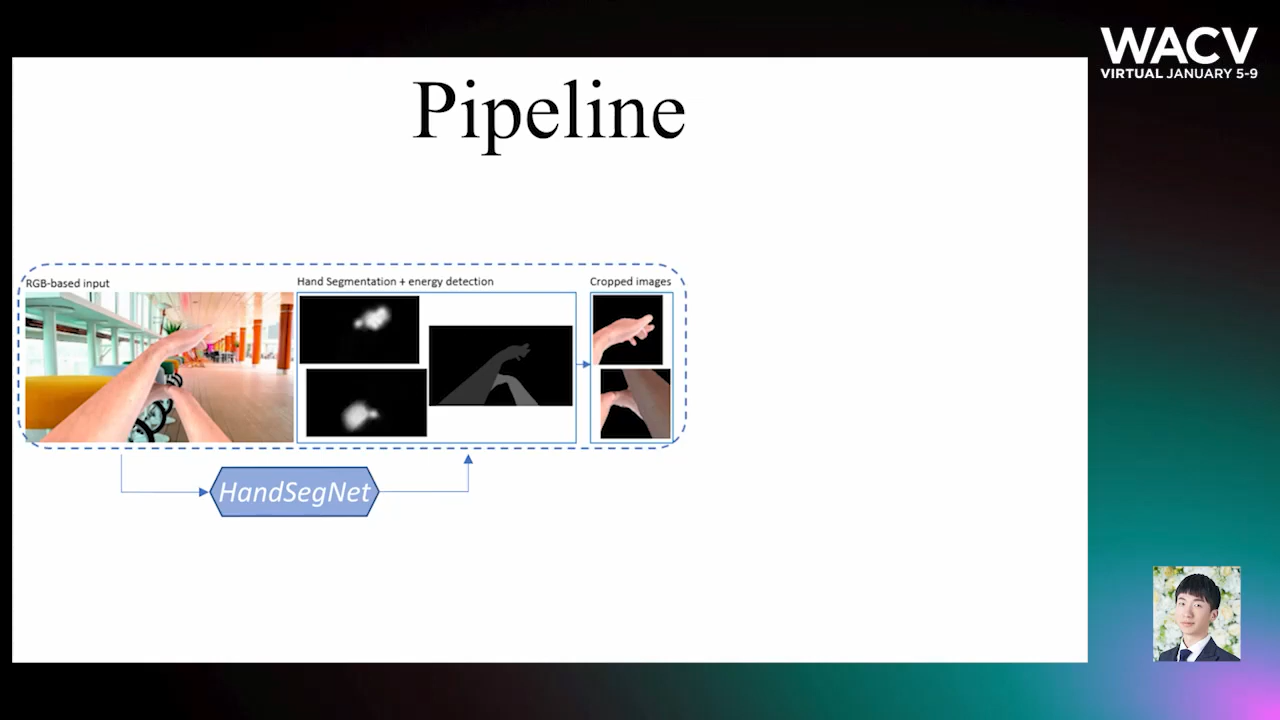 WACV
VIRTUAL JANUARY 5-9
Pipeline
RGB-based input
Hand Segmentation + energy detection
Cropped images
HandSegNet